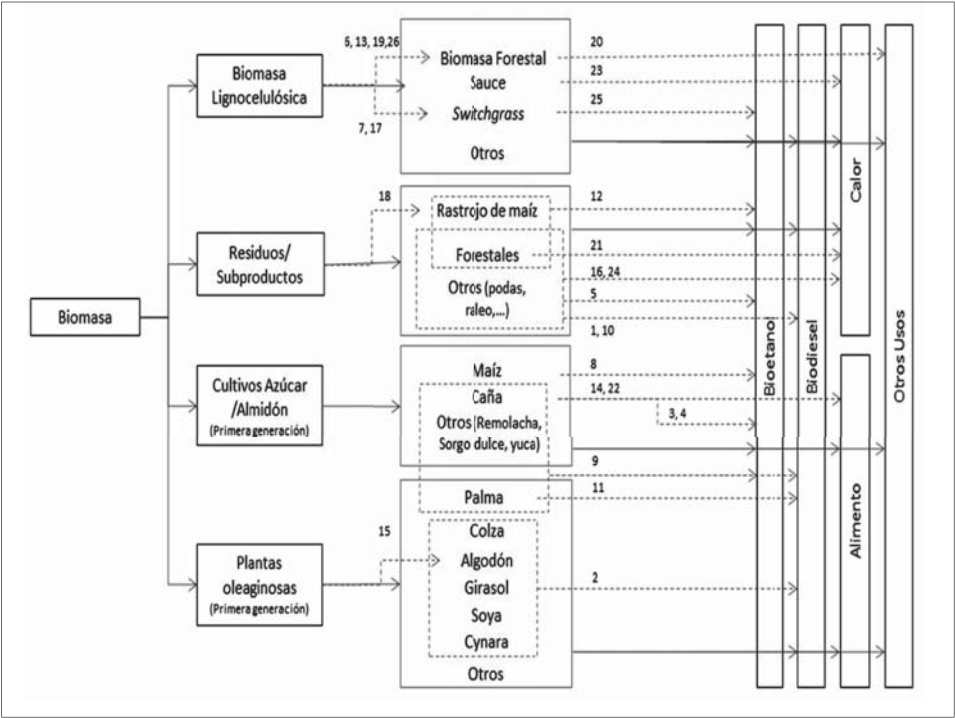 Biomasa
Biomasa
Lignocelulósica
Residuos/
Subproductos
Cultivos Azúcar
/Almidón
(Primera generación)
Plantas
oleaginosas
(Primera generación)
6, 13, 19,26
7, 17
18
15
Biomasa Forestal
Sauce
Switchgrass
Otros
Rastrojo de maíz
Forestales
Otros (podas,
raleo,...)
Maíz
Caña
Otros (Remolacha,
Sorgo dulce, yuca)
Palma
Colza
Algodón
Girasol
Soya
Cynara
Otros
20
23
25
12
21
16, 24
5
1, 10
8
14, 22
3, 4
9
11
2
Bioetanol
Biodiesel
Calor
Alimento
Otros Usos